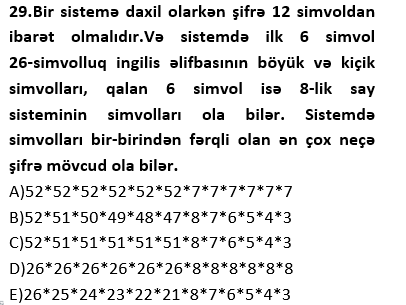 29.Bir sistemə daxil olarkən şifrə 12 simvoldan
ibarət olmalıdır.Və sistemdə ilk 6 simvol
26-simvolluq ingilis əlifbasının böyük və kiçik
simvolları, qalan 6 simvol isə 8-lik say
sisteminin simvolları ola bilər. Sistemdə
simvolları bir-birindən fərqli olan ən çox neçə
şifrə mövcud ola bilər.
A)52*52*52*52*52*52*7*7*7*7*7*7
B)52*51*50*49*48*47*8*7*6*5*4*3
C)52*51*51*51*51*51*8*7*6*5*4*3
D)26*26*26*26*26*26*8*8*8*8*8*8
E)26*25*24*23*22*21*8*7*6*5*4*3